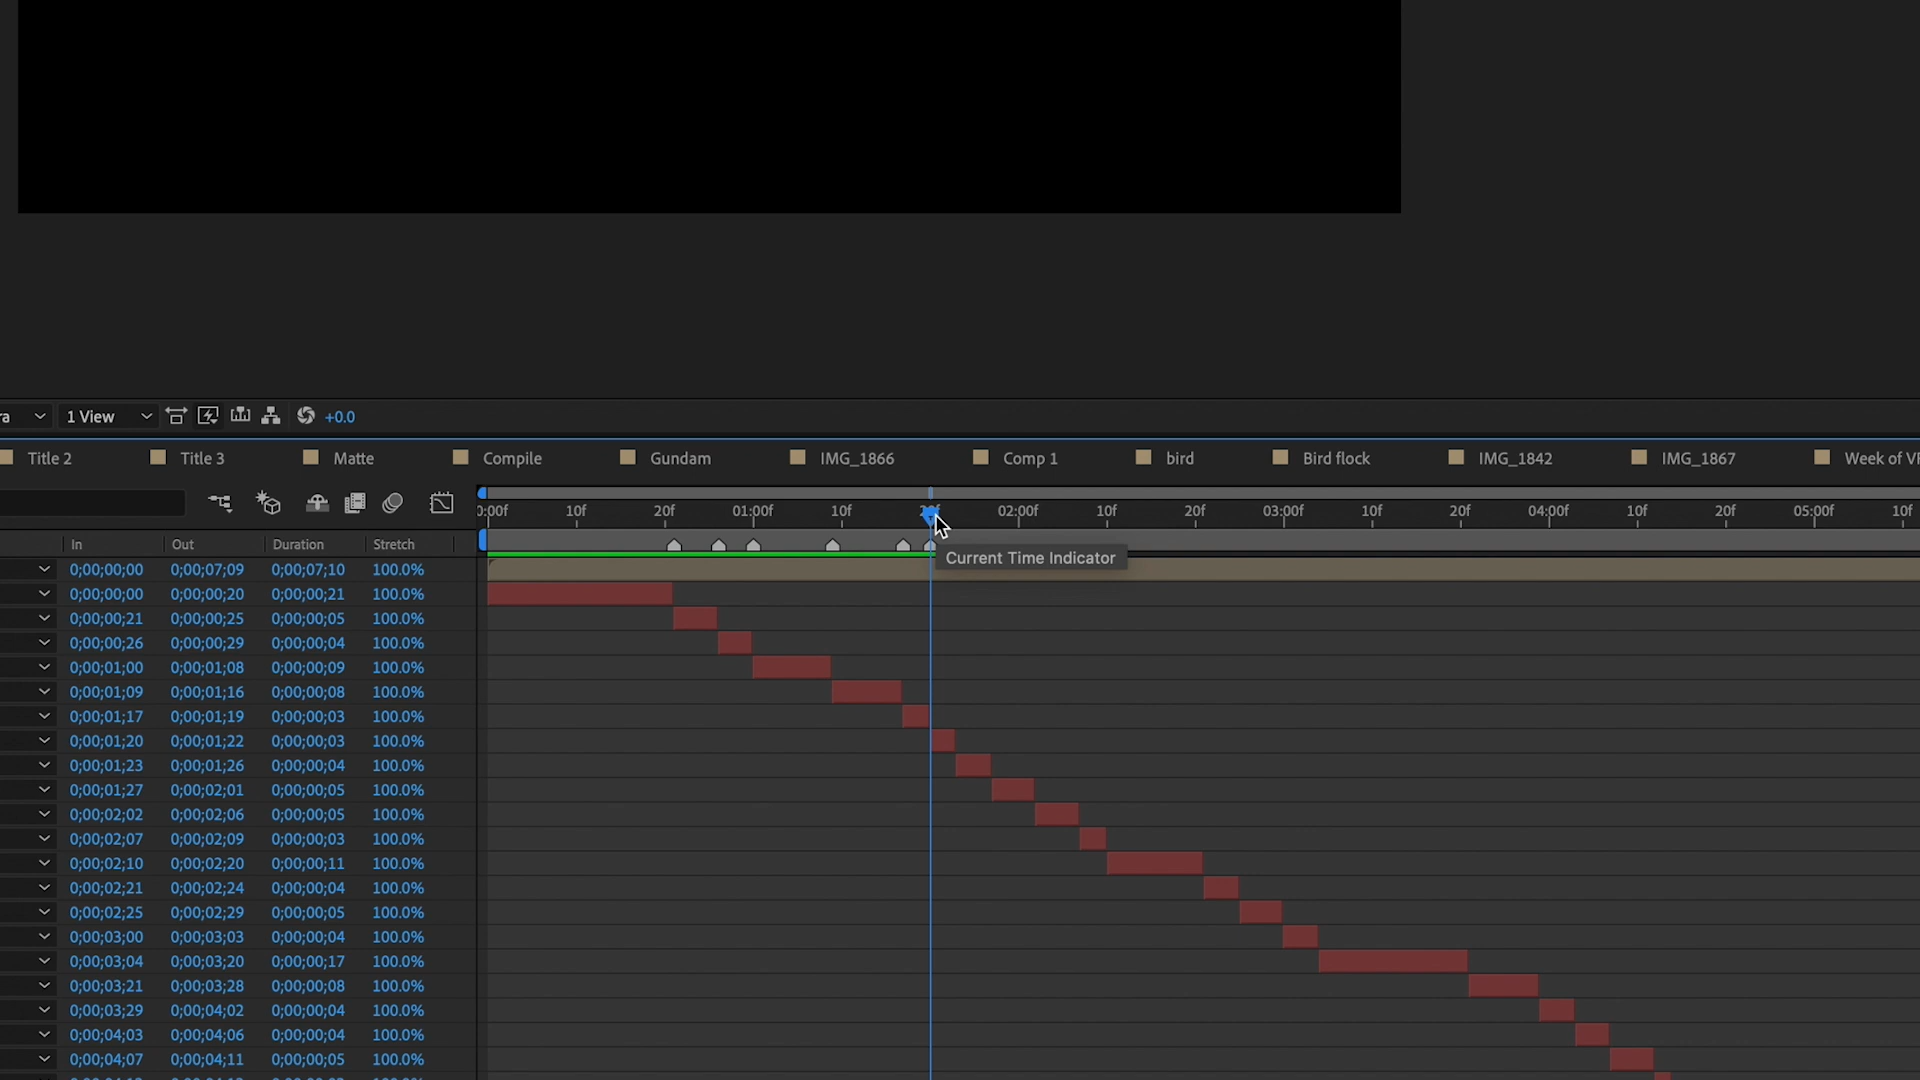 ra 1 View +0.0
Title 2 Title 3 Matte Compile Gundam IMG_1866 Comp 1 bird Bird flock IMG_1842 IMG_1867 Week of VF
0:00f 10f 20f 01:00f 10f 20f 02:00f 10f 20f 03:00f 10f 20f 04:00f 10f 20f 05:00f 10f
In Out Duration Stretch
Current Time Indicator
0;00;00;00 0;00;07;09 0;00;07;10 100.0%
0;00;00;00 0;00;00;20 0;00;00;21 100.0%
0;00;00;21 0;00;00;25 0;00;00;05 100.0%
0;00;00;26 0;00;00;29 0;00;00;04 100.0%
0;00;01;00 0;00;01;08 0;00;00;09 100.0%
0;00;01;09 0;00;01;16 0;00;00;08 100.0%
0;00;01;17 0;00;01;19 0;00;00;03 100.0%
0;00;01;20 0;00;01;22 0;00;00;03 100.0%
0;00;01;23 0;00;01;26 0;00;00;04 100.0%
0;00;01;27 0;00;02;01 0;00;00;05 100.0%
0;00;02;02 0;00;02;06 0;00;00;05 100.0%
0;00;02;07 0;00;02;09 0;00;00;03 100.0%
0;00;02;10 0;00;02;20 0;00;00;11 100.0%
0;00;02;21 0;00;02;24 0;00;00;04 100.0%
0;00;02;25 0;00;02;29 0;00;00;05 100.0%
0;00;03;00 0;00;03;03 0;00;00;04 100.0%
0;00;03;04 0;00;03;20 0;00;00;17 100.0%
0;00;03;21 0;00;03;28 0;00;00;08 100.0%
0;00;03;29 0;00;04;02 0;00;00;04 100.0%
0;00;04;03 0;00;04;06 0;00;00;04 100.0%
0;00;04;07 0;00;04;11 0;00;00;05 100.0%